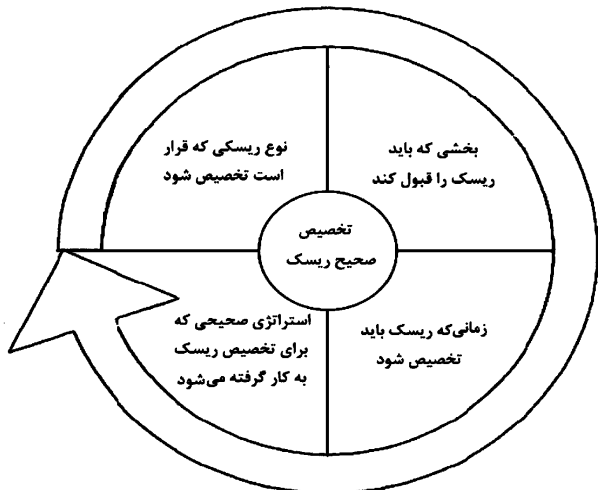 نوع ریسکی که قرار
است تخصیص شود
بخشی که باید
ریسک را قبول کند
تخصیص
صحیح ریسک
زمانی‌که ریسک باید
تخصیص شود
استراتژی صحیحی که
برای تخصیص ریسک
به کار گرفته می‌شود